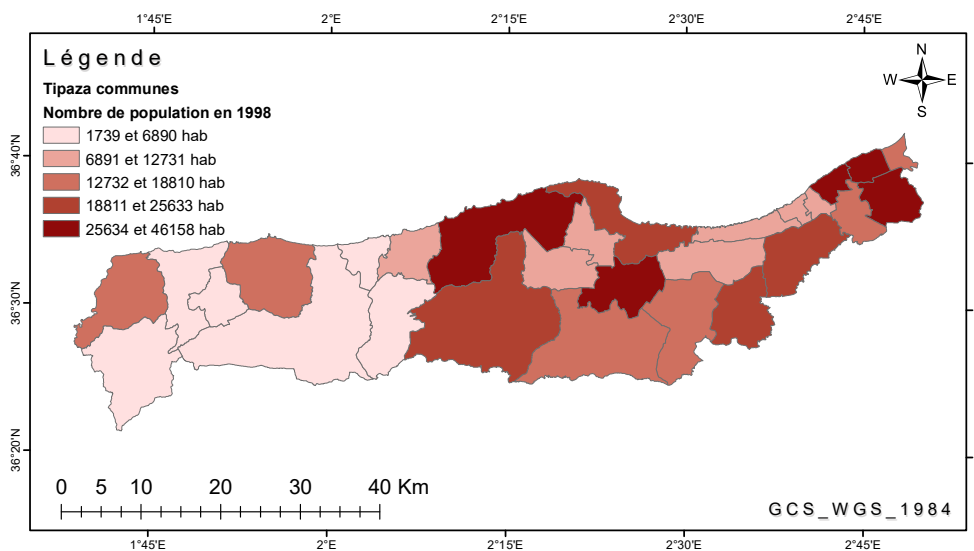 1°45'E 2°E 2°15'E 2°30'E 2°45'E
Légende
Tipaza communes
Nombre de population en 1998
1739 et 6890 hab
6891 et 12731 hab
12732 et 18810 hab
18811 et 25633 hab
25634 et 46158 hab
N
W E
S
36°40'N
36°30'N
36°20'N
0 5 10 20 30 40 Km
GCS_WGS_1984
1°45'E 2°E 2°15'E 2°30'E 2°45'E